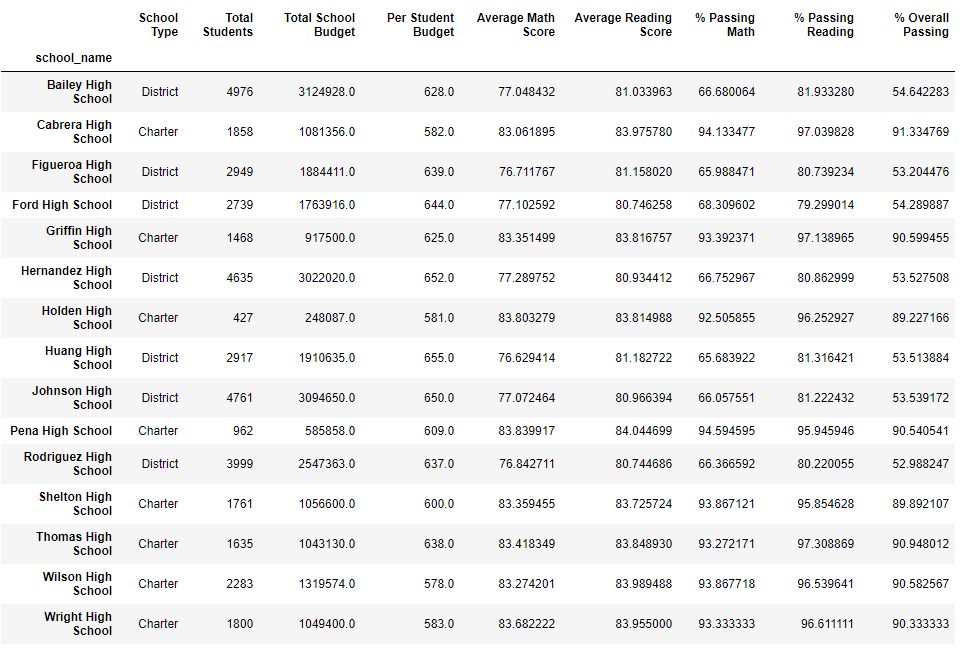 School Type Total Students Total School Budget Per Student Budget Average Math Score Average Reading Score % Passing Math % Passing Reading % Overall Passing
school_name
Bailey High School District 4976 3124928.0 628.0 77.048432 81.033963 66.680064 81.933280 54.642283
Cabrera High School Charter 1858 1081356.0 582.0 83.061895 83.975780 94.133477 97.039828 91.334769
Figueroa High School District 2949 1884411.0 639.0 76.711767 81.158020 65.988471 80.739234 53.204476
Ford High School District 2739 1763916.0 644.0 77.102592 80.746258 68.309602 79.299014 54.289887
Griffin High School Charter 1468 917500.0 625.0 83.351499 83.816757 93.392371 97.138965 90.599455
Hernandez High School District 4635 3022020.0 652.0 77.289752 80.934412 66.752967 80.862999 53.527508
Holden High School Charter 427 248087.0 581.0 83.803279 83.814988 92.505855 96.252927 89.227166
Huang High School District 2917 1910635.0 655.0 76.629414 81.182722 65.683922 81.316421 53.513884
Johnson High School District 4761 3094650.0 650.0 77.072464 80.966394 66.057551 81.222432 53.539172
Pena High School Charter 962 585858.0 609.0 83.839917 84.044699 94.594595 95.945946 90.540541
Rodriguez High School District 3999 2547363.0 637.0 76.842711 80.744686 66.366592 80.220055 52.988247
Shelton High School Charter 1761 1056600.0 600.0 83.359455 83.725724 93.867121 95.854628 89.892107
Thomas High School Charter 1635 1043130.0 638.0 83.418349 83.848930 93.272171 97.308869 90.948012
Wilson High School Charter 2283 1319574.0 578.0 83.274201 83.989488 93.867718 96.539641 90.582567
Wright High School Charter 1800 1049400.0 583.0 83.682222 83.955000 93.333333 96.611111 90.333333